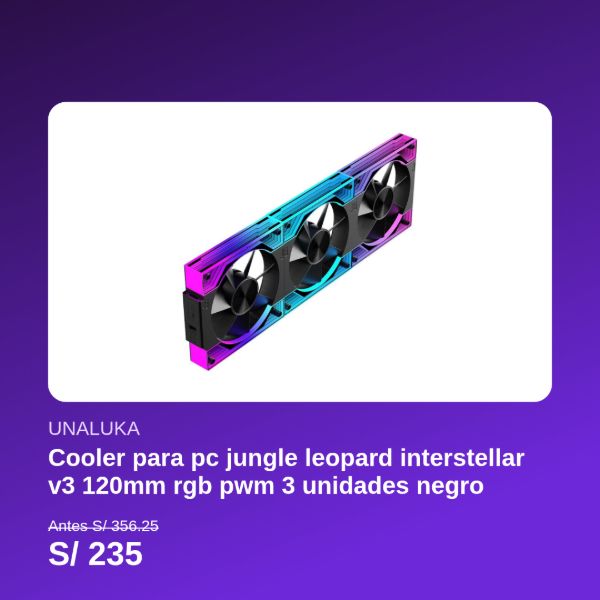 UNALUKA
Cooler para pc jungle leopard interstellar
v3 120mm rgb pwm 3 unidades negro
Antes S/ 356.25
S/ 235